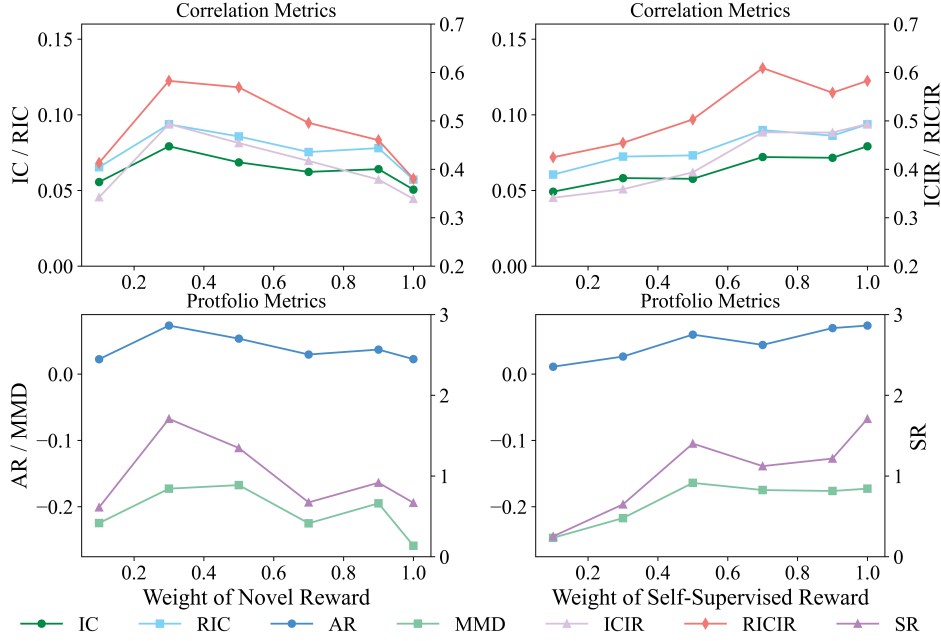 Correlation Metrics
Correlation Metrics
0.15
0.10
0.05
0.00
IC / RIC
0.7
0.6
0.5
0.4
0.3
0.2
0.2 0.4 0.6 0.8 1.0
0.15
0.10
0.05
0.00
0.7
0.6
0.5
0.4
0.3
0.2
ICIR / RICIR
0.2 0.4 0.6 0.8 1.0
Protfolio Metrics
Protfolio Metrics
0.0
−0.1
−0.2
AR / MMD
3
2
1
0
0.2 0.4 0.6 0.8 1.0
Weight of Novel Reward
0.0
−0.1
−0.2
3
2
1
0
SR
0.2 0.4 0.6 0.8 1.0
Weight of Self-Supervised Reward
IC RIC AR MMD ICIR RICIR SR